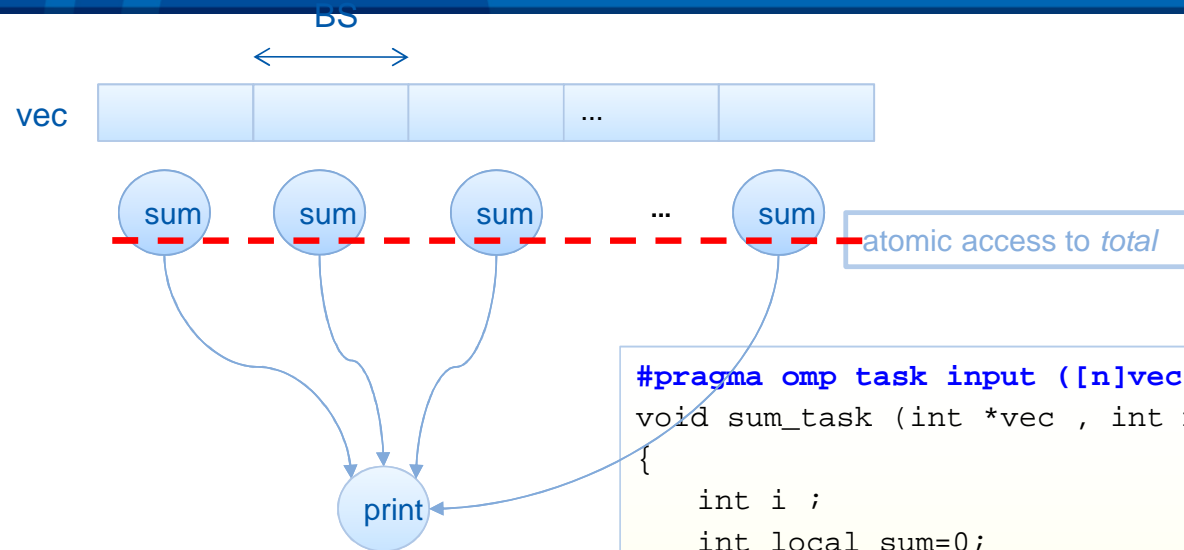 BS
vec
...
sum sum sum ... sum
atomic access to total
#pragma omp task input ([n]vec
void sum_task (int *vec , int
{
int i ;
int local_sum=0;
print